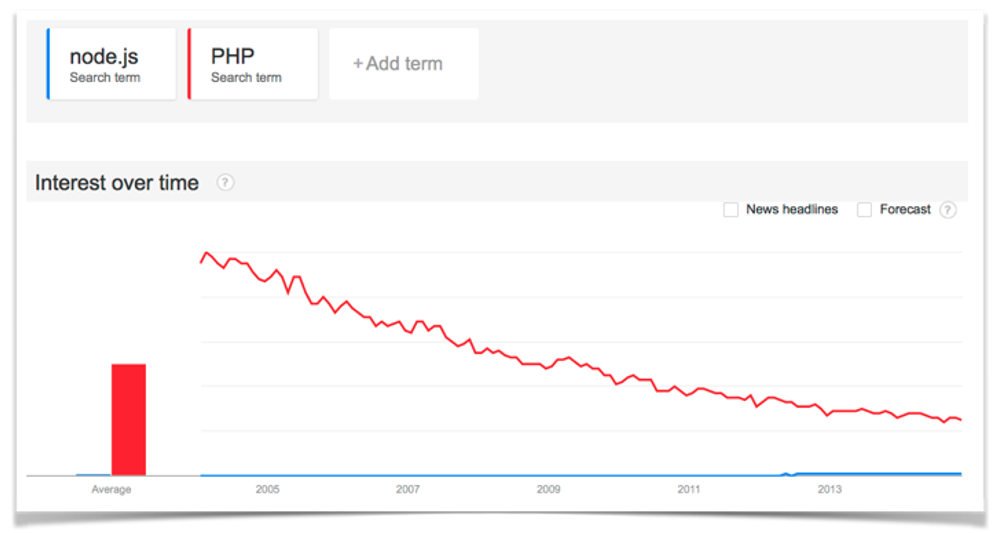 node.js
Search term
PHP
Search term
+Add term
Interest over time ?
News headlines Forecast ?
Average 2005 2007 2009 2011 2013